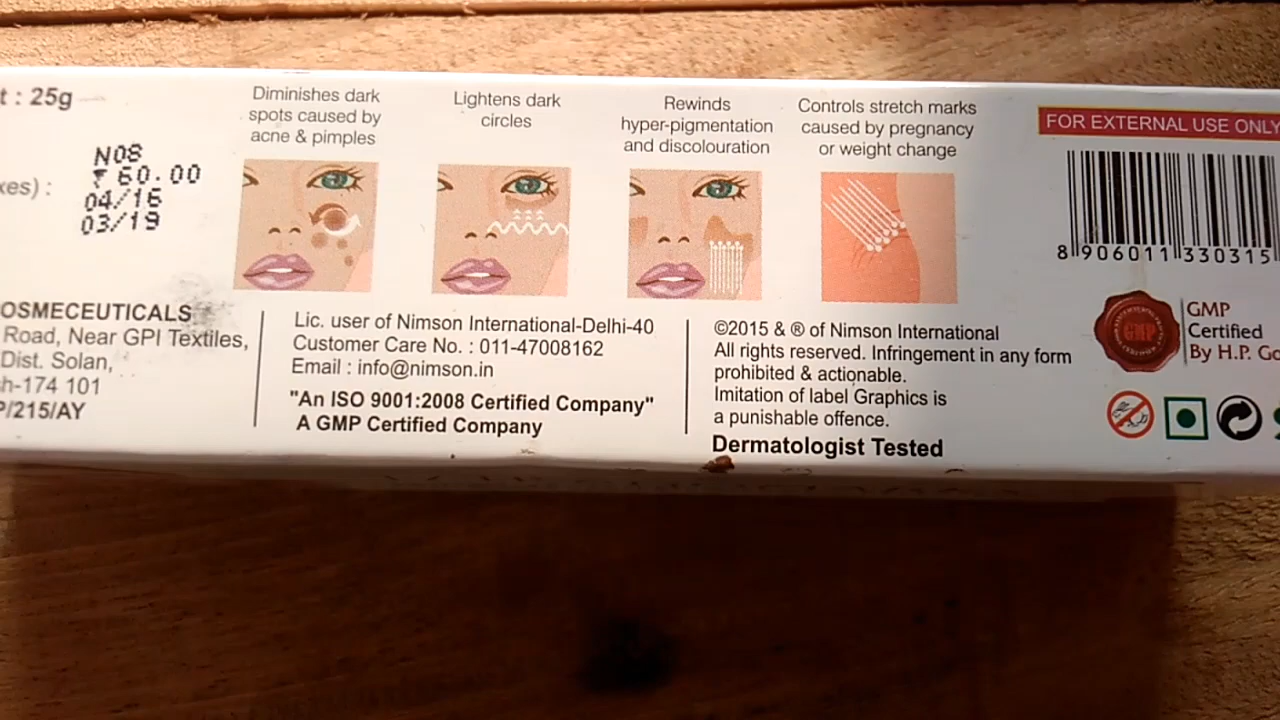 t : 25g
xes) :
N08
₹ 60.00
04/16
03/19
Diminishes dark
spots caused by
acne & pimples
Lightens dark
circles
Rewinds
hyper-pigmentation
and discolouration
Controls stretch marks
caused by pregnancy
or weight change
FOR EXTERNAL USE ONLY
8 906011 330315
OSMECEUTICALS
Road, Near GPI Textiles,
Dist. Solan,
h-174 101
P/215/AY
Lic. user of Nimson International-Delhi-40
Customer Care No. : 011-47008162
Email : info@nimson.in
"An ISO 9001:2008 Certified Company"
A GMP Certified Company
©2015 & ® of Nimson International
All rights reserved. Infringement in any form
prohibited & actionable.
Imitation of label Graphics is
a punishable offence.
Dermatologist Tested
GMP
GMP
Certified
By H.P. Go